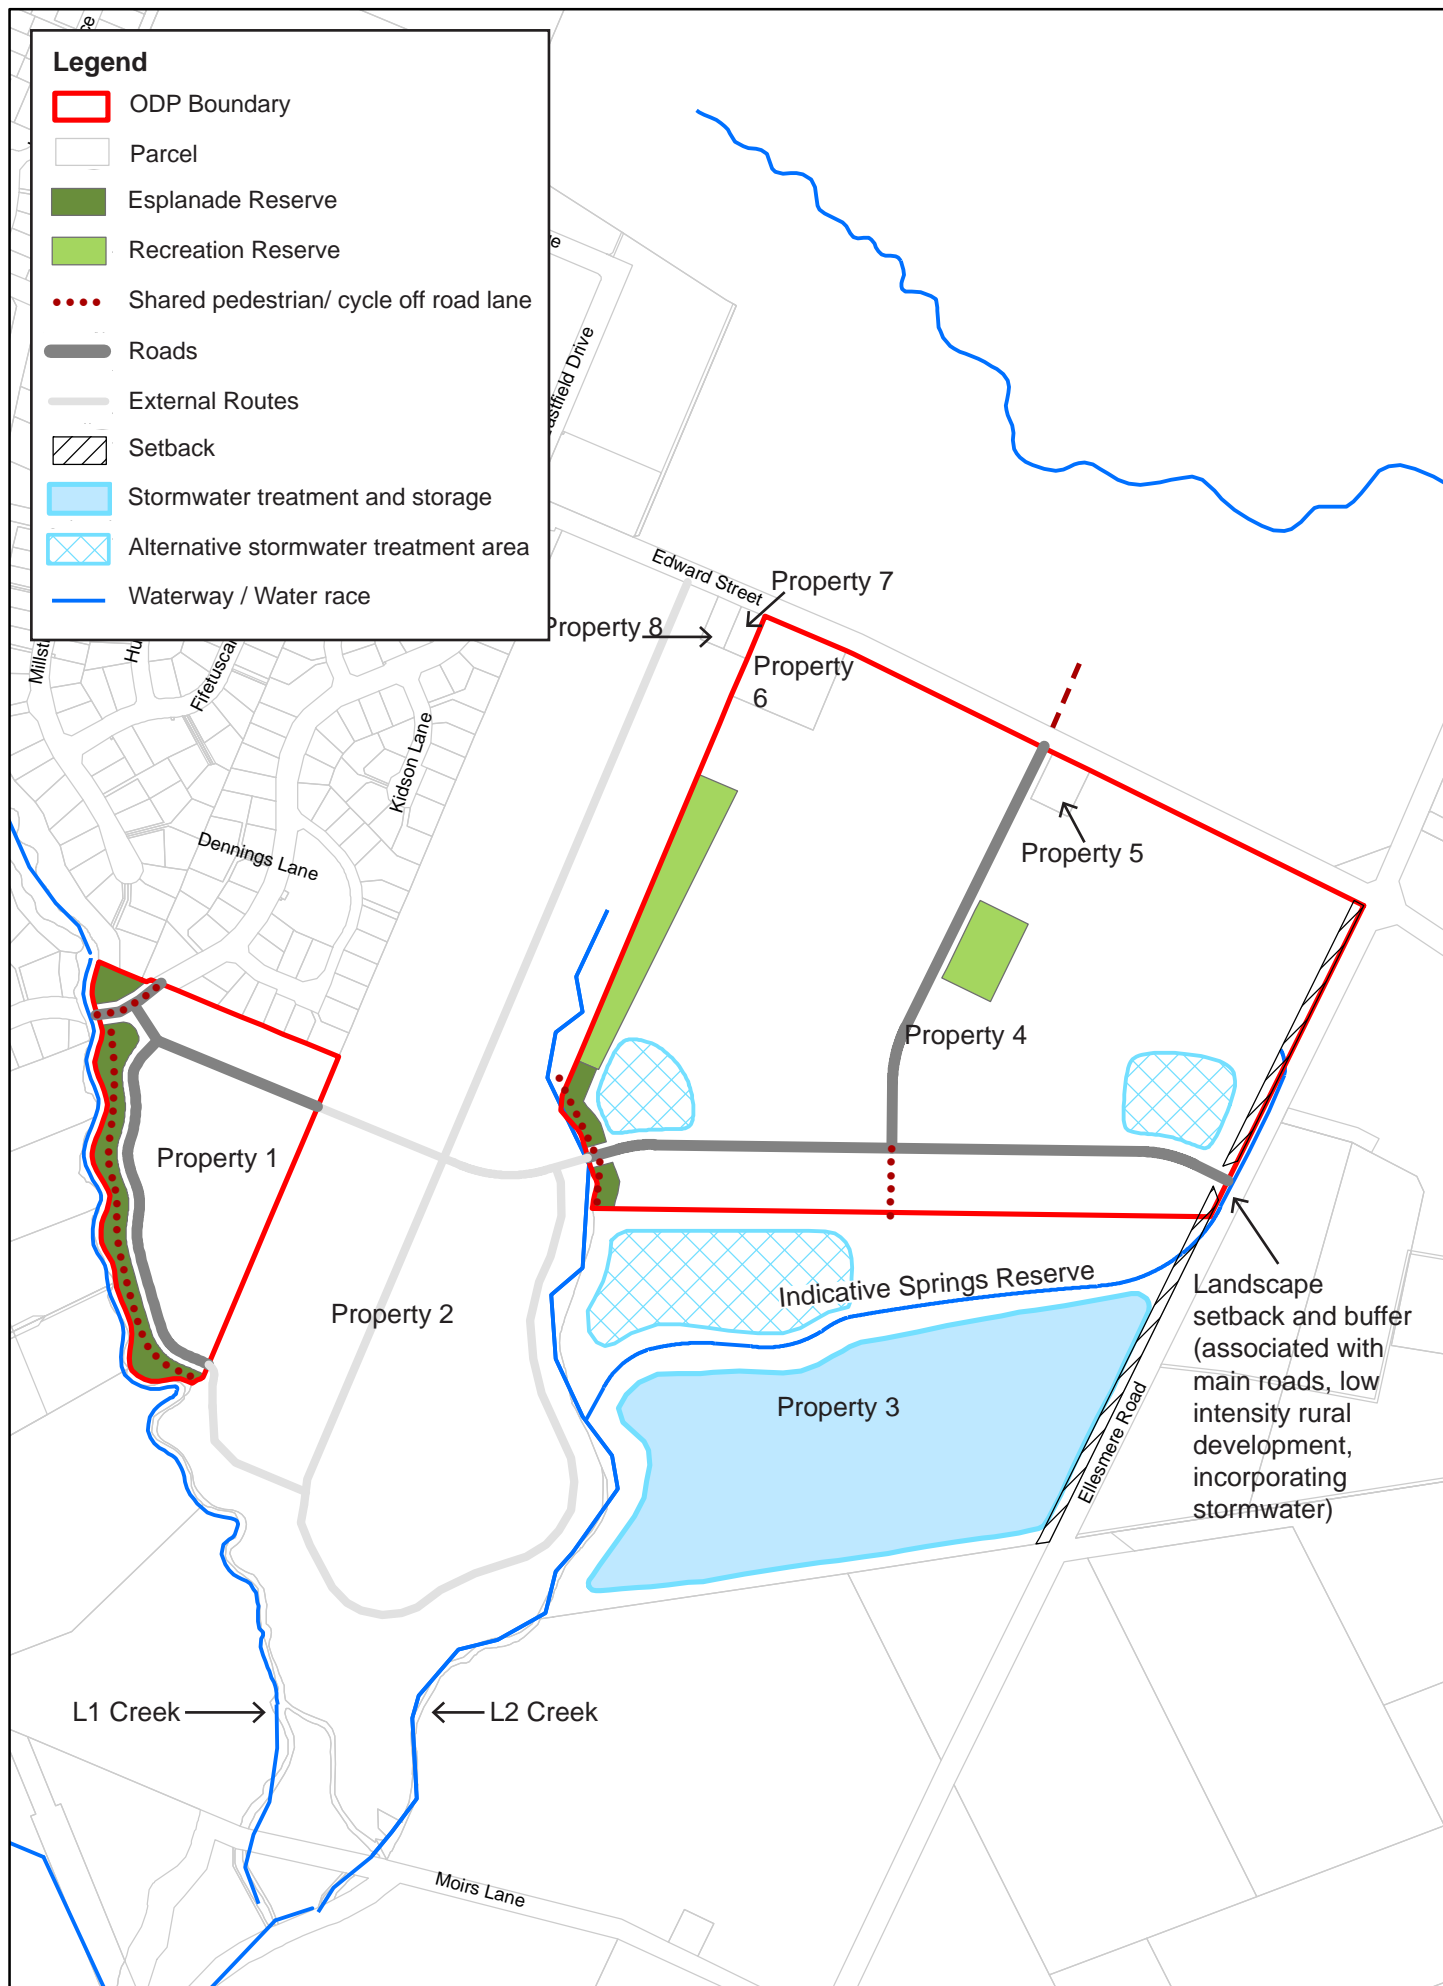 Legend
ODP Boundary
Parcel
Esplanade Reserve
Recreation Reserve
Shared pedestrian/ cycle off road lane
Roads
External Routes
Setback
Stormwater treatment and storage
Alternative stormwater treatment area
Waterway / Water race
Edward Street
Property 7
Property 8
Property
6
Kidson Lane
Dennings Lane
Property 5
Property 4
Property 1
Property 2
Indicative Springs Reserve
Property 3
Ellesmere Road
Landscape
setback and buffer
(associated with
main roads, low
intensity rural
development,
incorporating
stormwater)
L1 Creek
L2 Creek
Moirs Lane